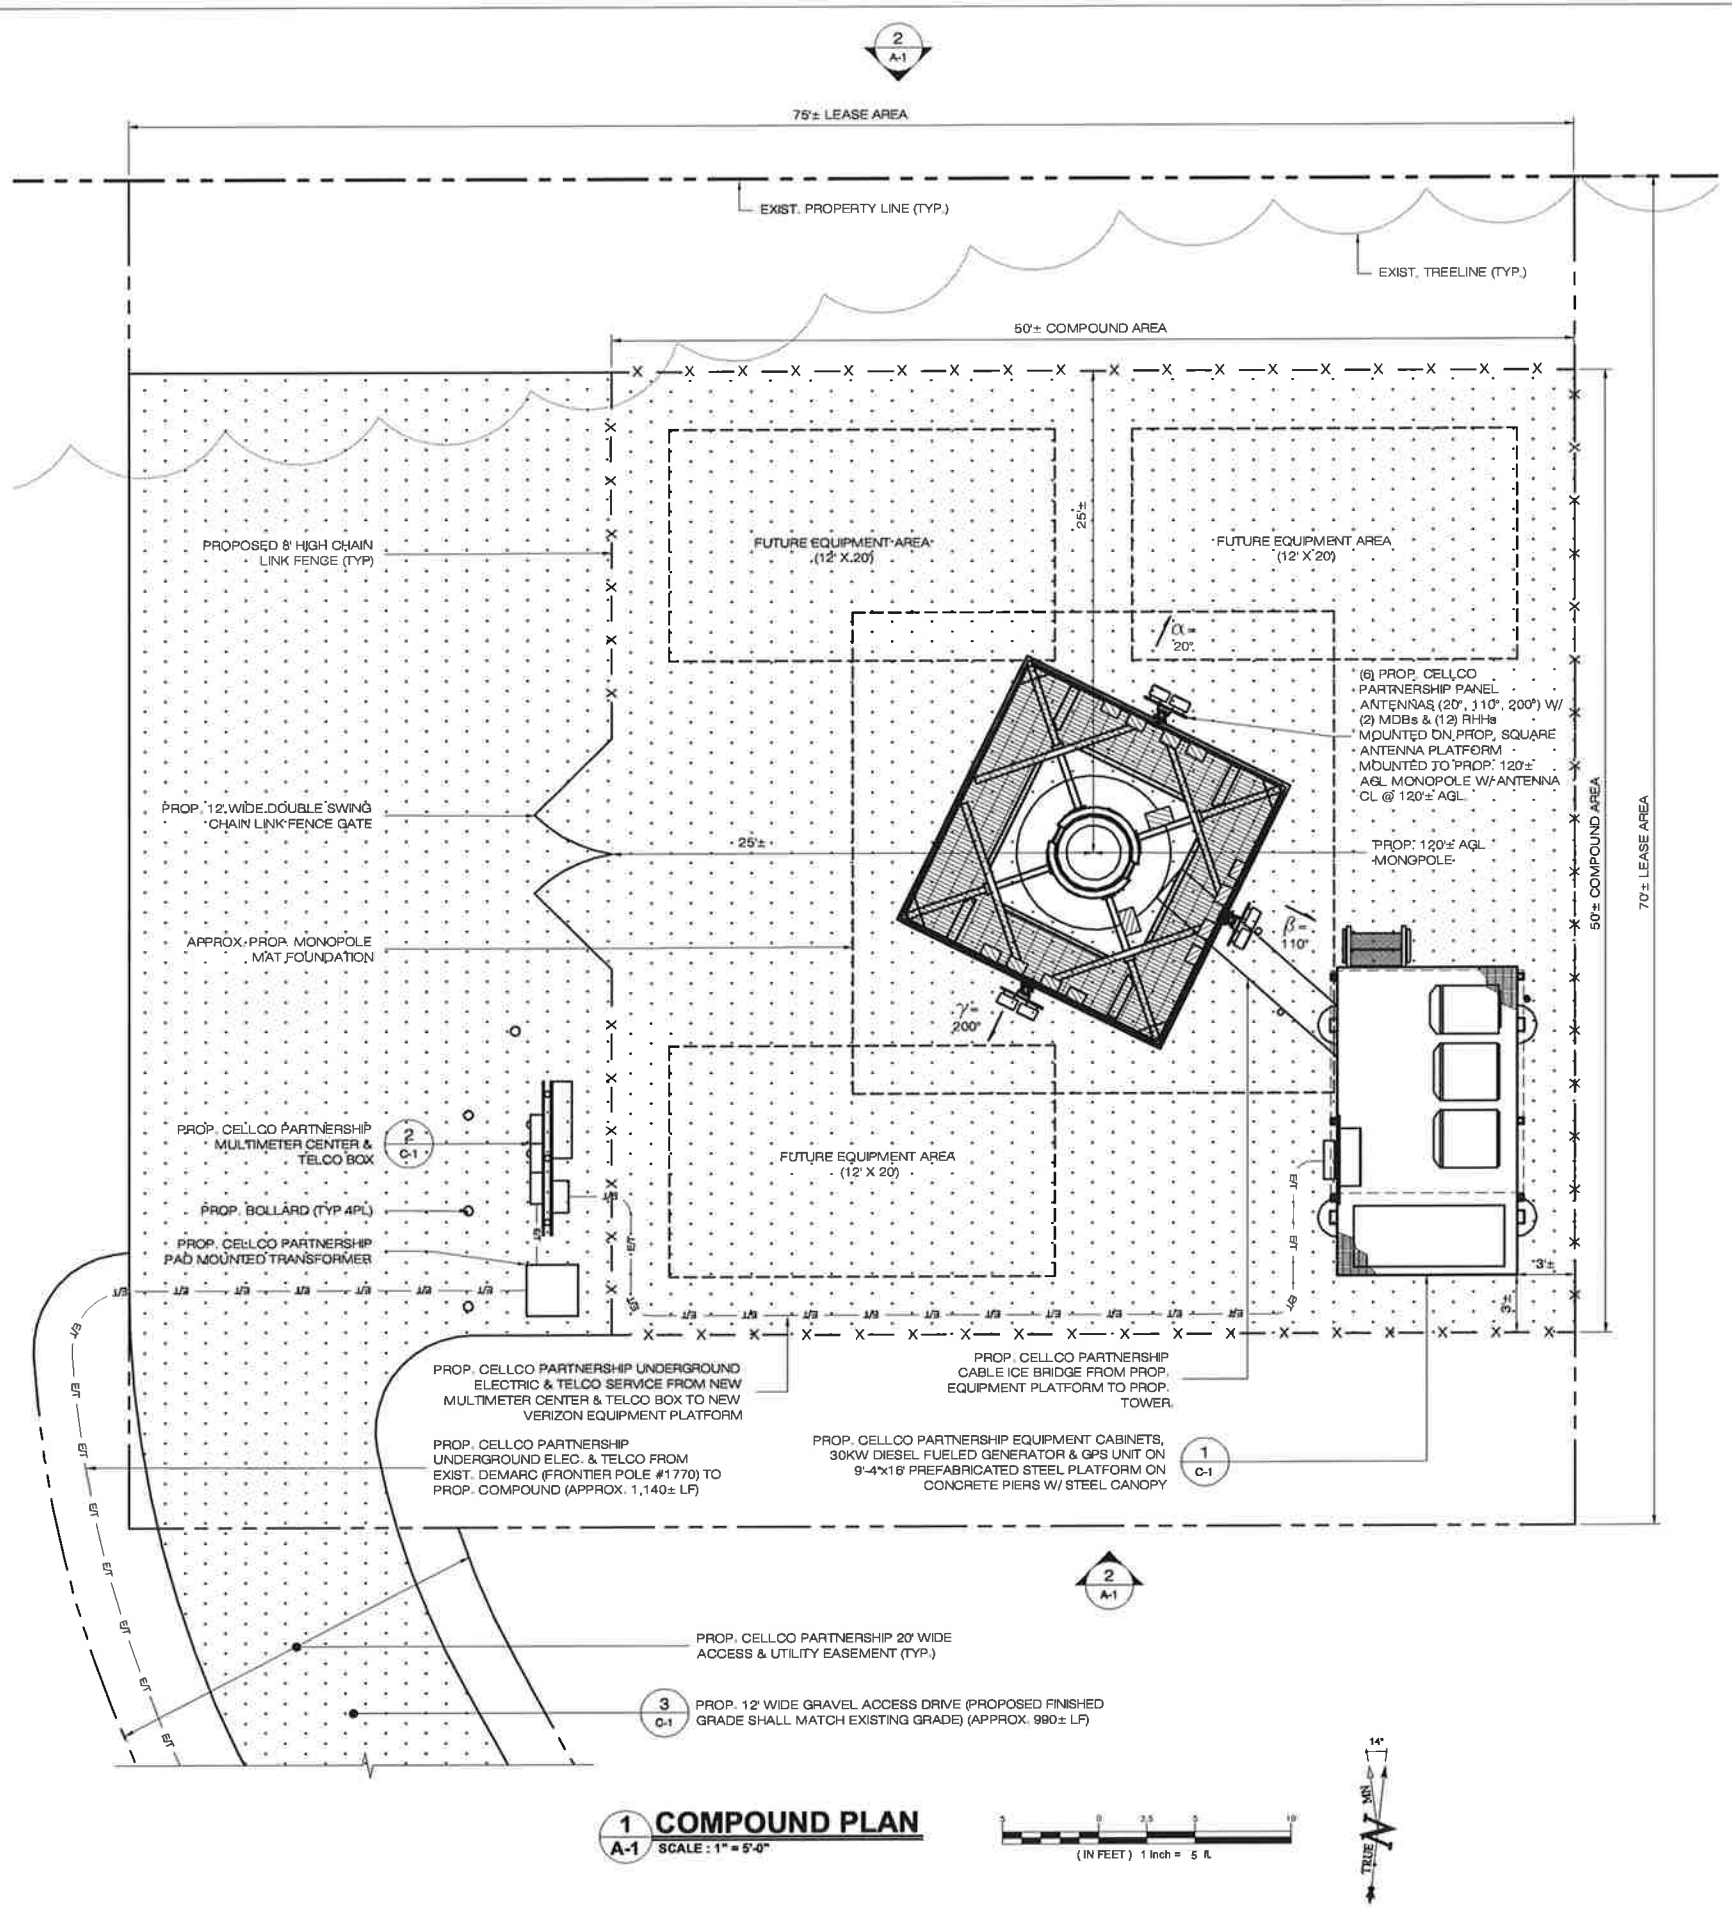 2
A-1
75'± LEASE AREA
EXIST. PROPERTY LINE (TYP.)
EXIST. TREELINE (TYP.)
50'± COMPOUND AREA
25'±
PROPOSED 8' HIGH CHAIN
LINK FENCE (TYP)
FUTURE EQUIPMENT AREA
(12' X 20')
FUTURE EQUIPMENT AREA
(12' X 20')
α=
20°
(6) PROP. CELLCO
PARTNERSHIP PANEL
ANTENNAS (20°, 110°, 200°) W/
(2) MDBs & (12) RHHs
MOUNTED ON PROP. SQUARE
ANTENNA PLATFORM
MOUNTED TO PROP. 120'±
AGL MONOPOLE W/ ANTENNA
CL @ 120'± AGL.
PROP. 12' WIDE DOUBLE SWING
CHAIN LINK FENCE GATE
25'±
PROP. 120'± AGL
MONOPOLE
50'± COMPOUND AREA
70'± LEASE AREA
APPROX. PROP. MONOPOLE
MAT FOUNDATION
β=
110°
γ=
200°
PROP. CELLCO PARTNERSHIP
MULTIMETER CENTER &
TELCO BOX
2
C-1
FUTURE EQUIPMENT AREA
(12' X 20')
PROP. BOLLARD (TYP 4PL)
PROP. CELLCO PARTNERSHIP
PAD MOUNTED TRANSFORMER
E/T
3'±
3'±
PROP. CELLCO PARTNERSHIP UNDERGROUND
ELECTRIC & TELCO SERVICE FROM NEW
MULTIMETER CENTER & TELCO BOX TO NEW
VERIZON EQUIPMENT PLATFORM
PROP. CELLCO PARTNERSHIP
CABLE ICE BRIDGE FROM PROP.
EQUIPMENT PLATFORM TO PROP.
TOWER.
PROP. CELLCO PARTNERSHIP
UNDERGROUND ELEC. & TELCO FROM
EXIST. DEMARC (FRONTIER POLE #1770) TO
PROP. COMPOUND (APPROX. 1,140± LF)
PROP. CELLCO PARTNERSHIP EQUIPMENT CABINETS,
30KW DIESEL FUELED GENERATOR & GPS UNIT ON
9'-4"x16' PREFABRICATED STEEL PLATFORM ON
CONCRETE PIERS W/ STEEL CANOPY
1
C-1
2
A-1
PROP. CELLCO PARTNERSHIP 20' WIDE
ACCESS & UTILITY EASEMENT (TYP.)
3
C-1
PROP. 12' WIDE GRAVEL ACCESS DRIVE (PROPOSED FINISHED
GRADE SHALL MATCH EXISTING GRADE) (APPROX. 990± LF)
1
A-1
COMPOUND PLAN
SCALE : 1" = 5'-0"
5 0 2.5 5 10
( IN FEET ) 1 inch = 5 ft.
14°
MN
TRUE
N